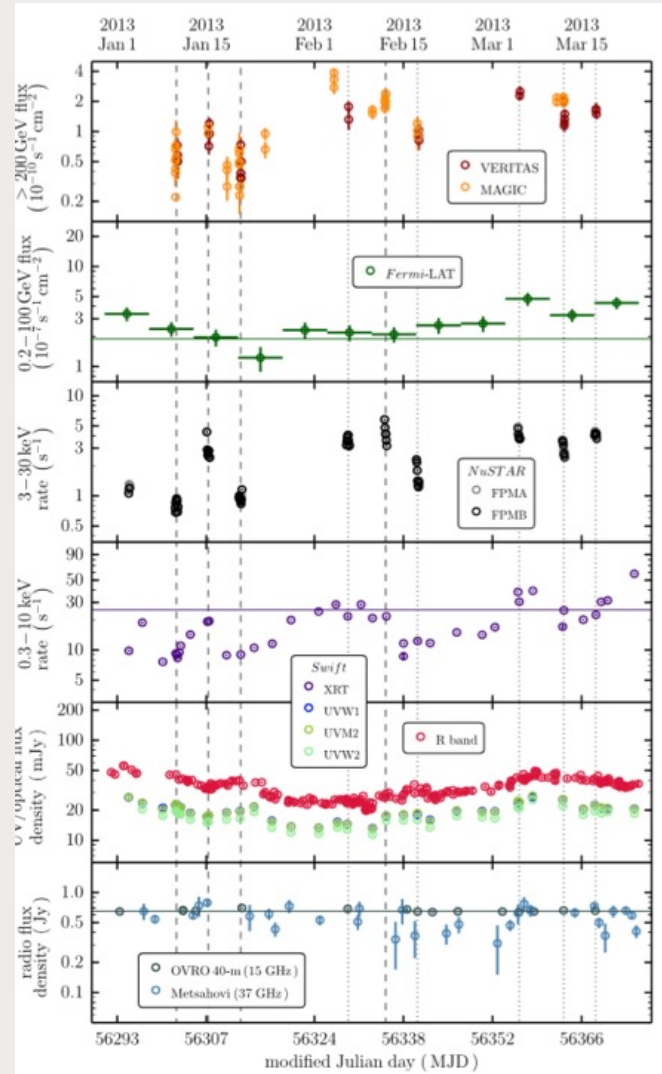 2013
Jan 1
2013
Jan 15
2013
Feb 1
2013
Feb 15
2013
Mar 1
2013
Mar 15
> 200 GeV flux
(10⁻¹⁰ s⁻¹ cm⁻²)
4
2
1
0.5
0.2
VERITAS
MAGIC
0.2–100 GeV flux
(10⁻⁷ s⁻¹ cm⁻²)
20
10
5
3
1
Fermi-LAT
3–30 keV
rate (s⁻¹)
10
5
3
1
0.5
NuSTAR
FPMA
FPMB
0.3–10 keV
rate (s⁻¹)
90
50
30
10
5
Swift
XRT
UVW1
UVM2
UVW2
UV/optical flux
density (mJy)
200
100
50
20
10
R band
radio flux
density (Jy)
1.0
0.5
0.1
OVRO 40-m (15 GHz)
Metsahovi (37 GHz)
56293
56307
56324
56338
56352
56366
modified Julian day (MJD)